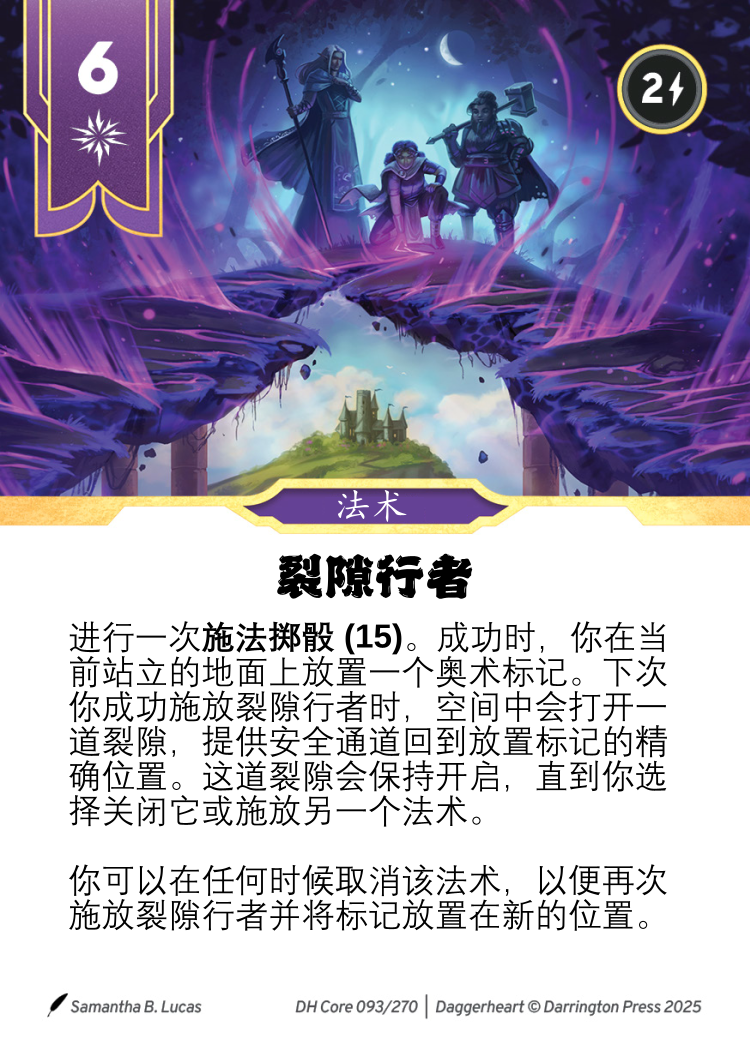 6
2
法术
裂隙行者
进行一次施法掷骰 (15)。成功时，你在当
前站立的地面上放置一个奥术标记。下次
你成功施放裂隙行者时，空间中会打开一
道裂隙，提供安全通道回到放置标记的精
确位置。这道裂隙会保持开启，直到你选
择关闭它或施放另一个法术。
你可以在任何时候取消该法术，以便再次
施放裂隙行者并将标记放置在新的位置。
Samantha B. Lucas
DH Core 093/270 | Daggerheart © Darrington Press 2025